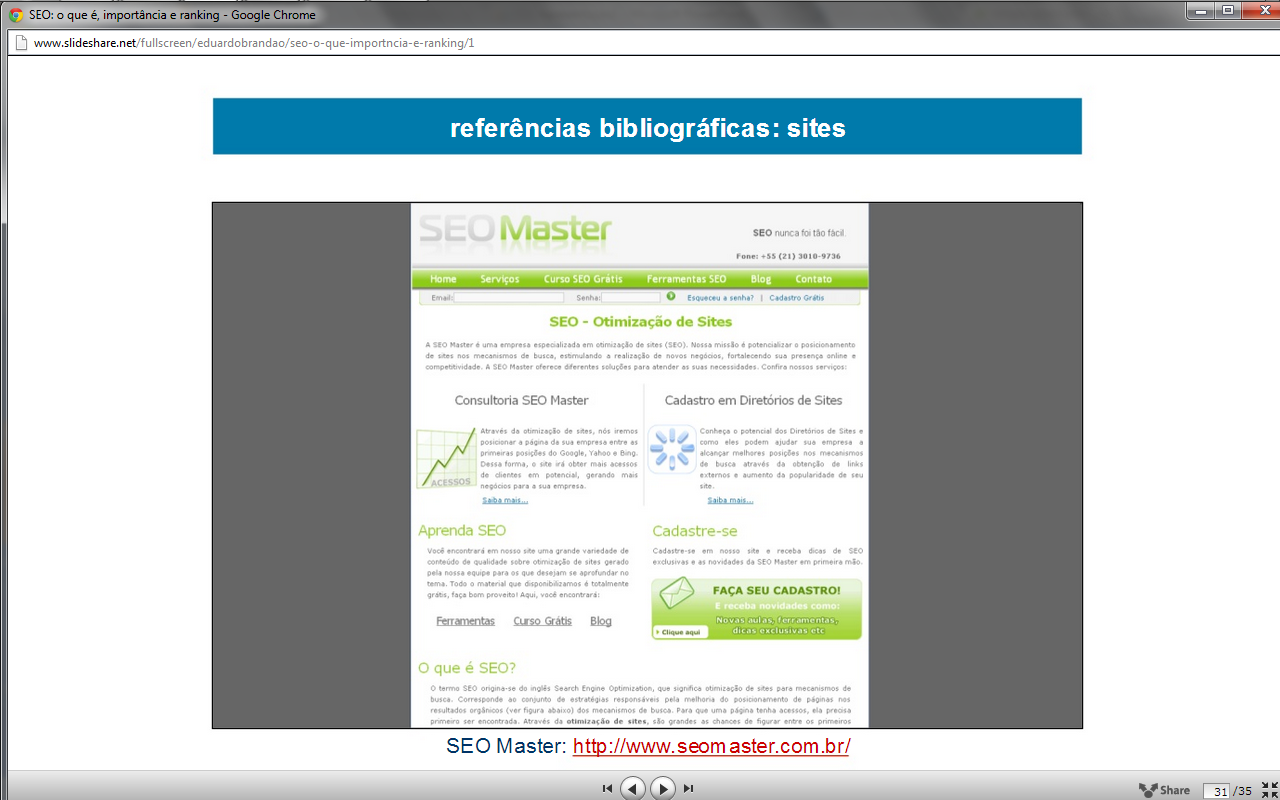 SEO: o que é, importância e ranking - Google Chrome
www.slideshare.net/fullscreen/eduardobrandao/seo-o-que-importncia-e-ranking/1
referências bibliográficas: sites
SEO Master
SEO nunca foi tão fácil.
Fone: +55 (21) 3010-9736
Home Serviços Curso SEO Grátis Ferramentas SEO Blog Contato
Email: Senha: Esqueceu a senha? | Cadastro Grátis
SEO - Otimização de Sites
A SEO Master é uma empresa especializada em otimização de sites (SEO). Nossa missão é potencializar o posicionamento
de sites nos mecanismos de busca, estimulando a realização de novos negócios, fortalecendo sua presença online e
competitividade. A SEO Master oferece diferentes soluções para atender as suas necessidades. Confira nossos serviços:
Consultoria SEO Master
ACESSOS
Através da otimização de sites, nós iremos
posicionar a página da sua empresa entre as
primeiras posições do Google, Yahoo e Bing.
Dessa forma, o site irá obter mais acessos
de clientes em potencial, gerando mais
negócios para a sua empresa.
Saiba mais...
Cadastro em Diretórios de Sites
Conheça o potencial dos Diretórios de Sites e
como eles podem ajudar sua empresa a
alcançar melhores posições nos mecanismos
de busca através da obtenção de links
externos e aumento da popularidade de seu
site.
Saiba mais...
Aprenda SEO
Você encontrará em nosso site uma grande variedade de
conteúdo de qualidade sobre otimização de sites gerado
pela nossa equipe para os que desejam se aprofundar no
tema. Todo o material que disponibilizamos é totalmente
grátis, faça bom proveito! Aqui, você encontrará:
Ferramentas Curso Grátis Blog
Cadastre-se
Cadastre-se em nosso site e receba dicas de SEO
exclusivas e as novidades da SEO Master em primeira mão.
FAÇA SEU CADASTRO!
E receba novidades como:
Novas aulas, ferramentas,
dicas exclusivas etc
Clique aqui
O que é SEO?
O termo SEO origina-se do inglês Search Engine Optimization, que significa otimização de sites para mecanismos de
busca. Corresponde ao conjunto de estratégias responsáveis pela melhoria do posicionamento de páginas nos
resultados orgânicos (ver figura abaixo) dos mecanismos de busca. Para que uma página tenha acessos, ela precisa
primeiro ser encontrada. Através da otimização de sites, são grandes as chances de figurar entre os primeiros
SEO Master: http://www.seomaster.com.br/
Share 31 /35